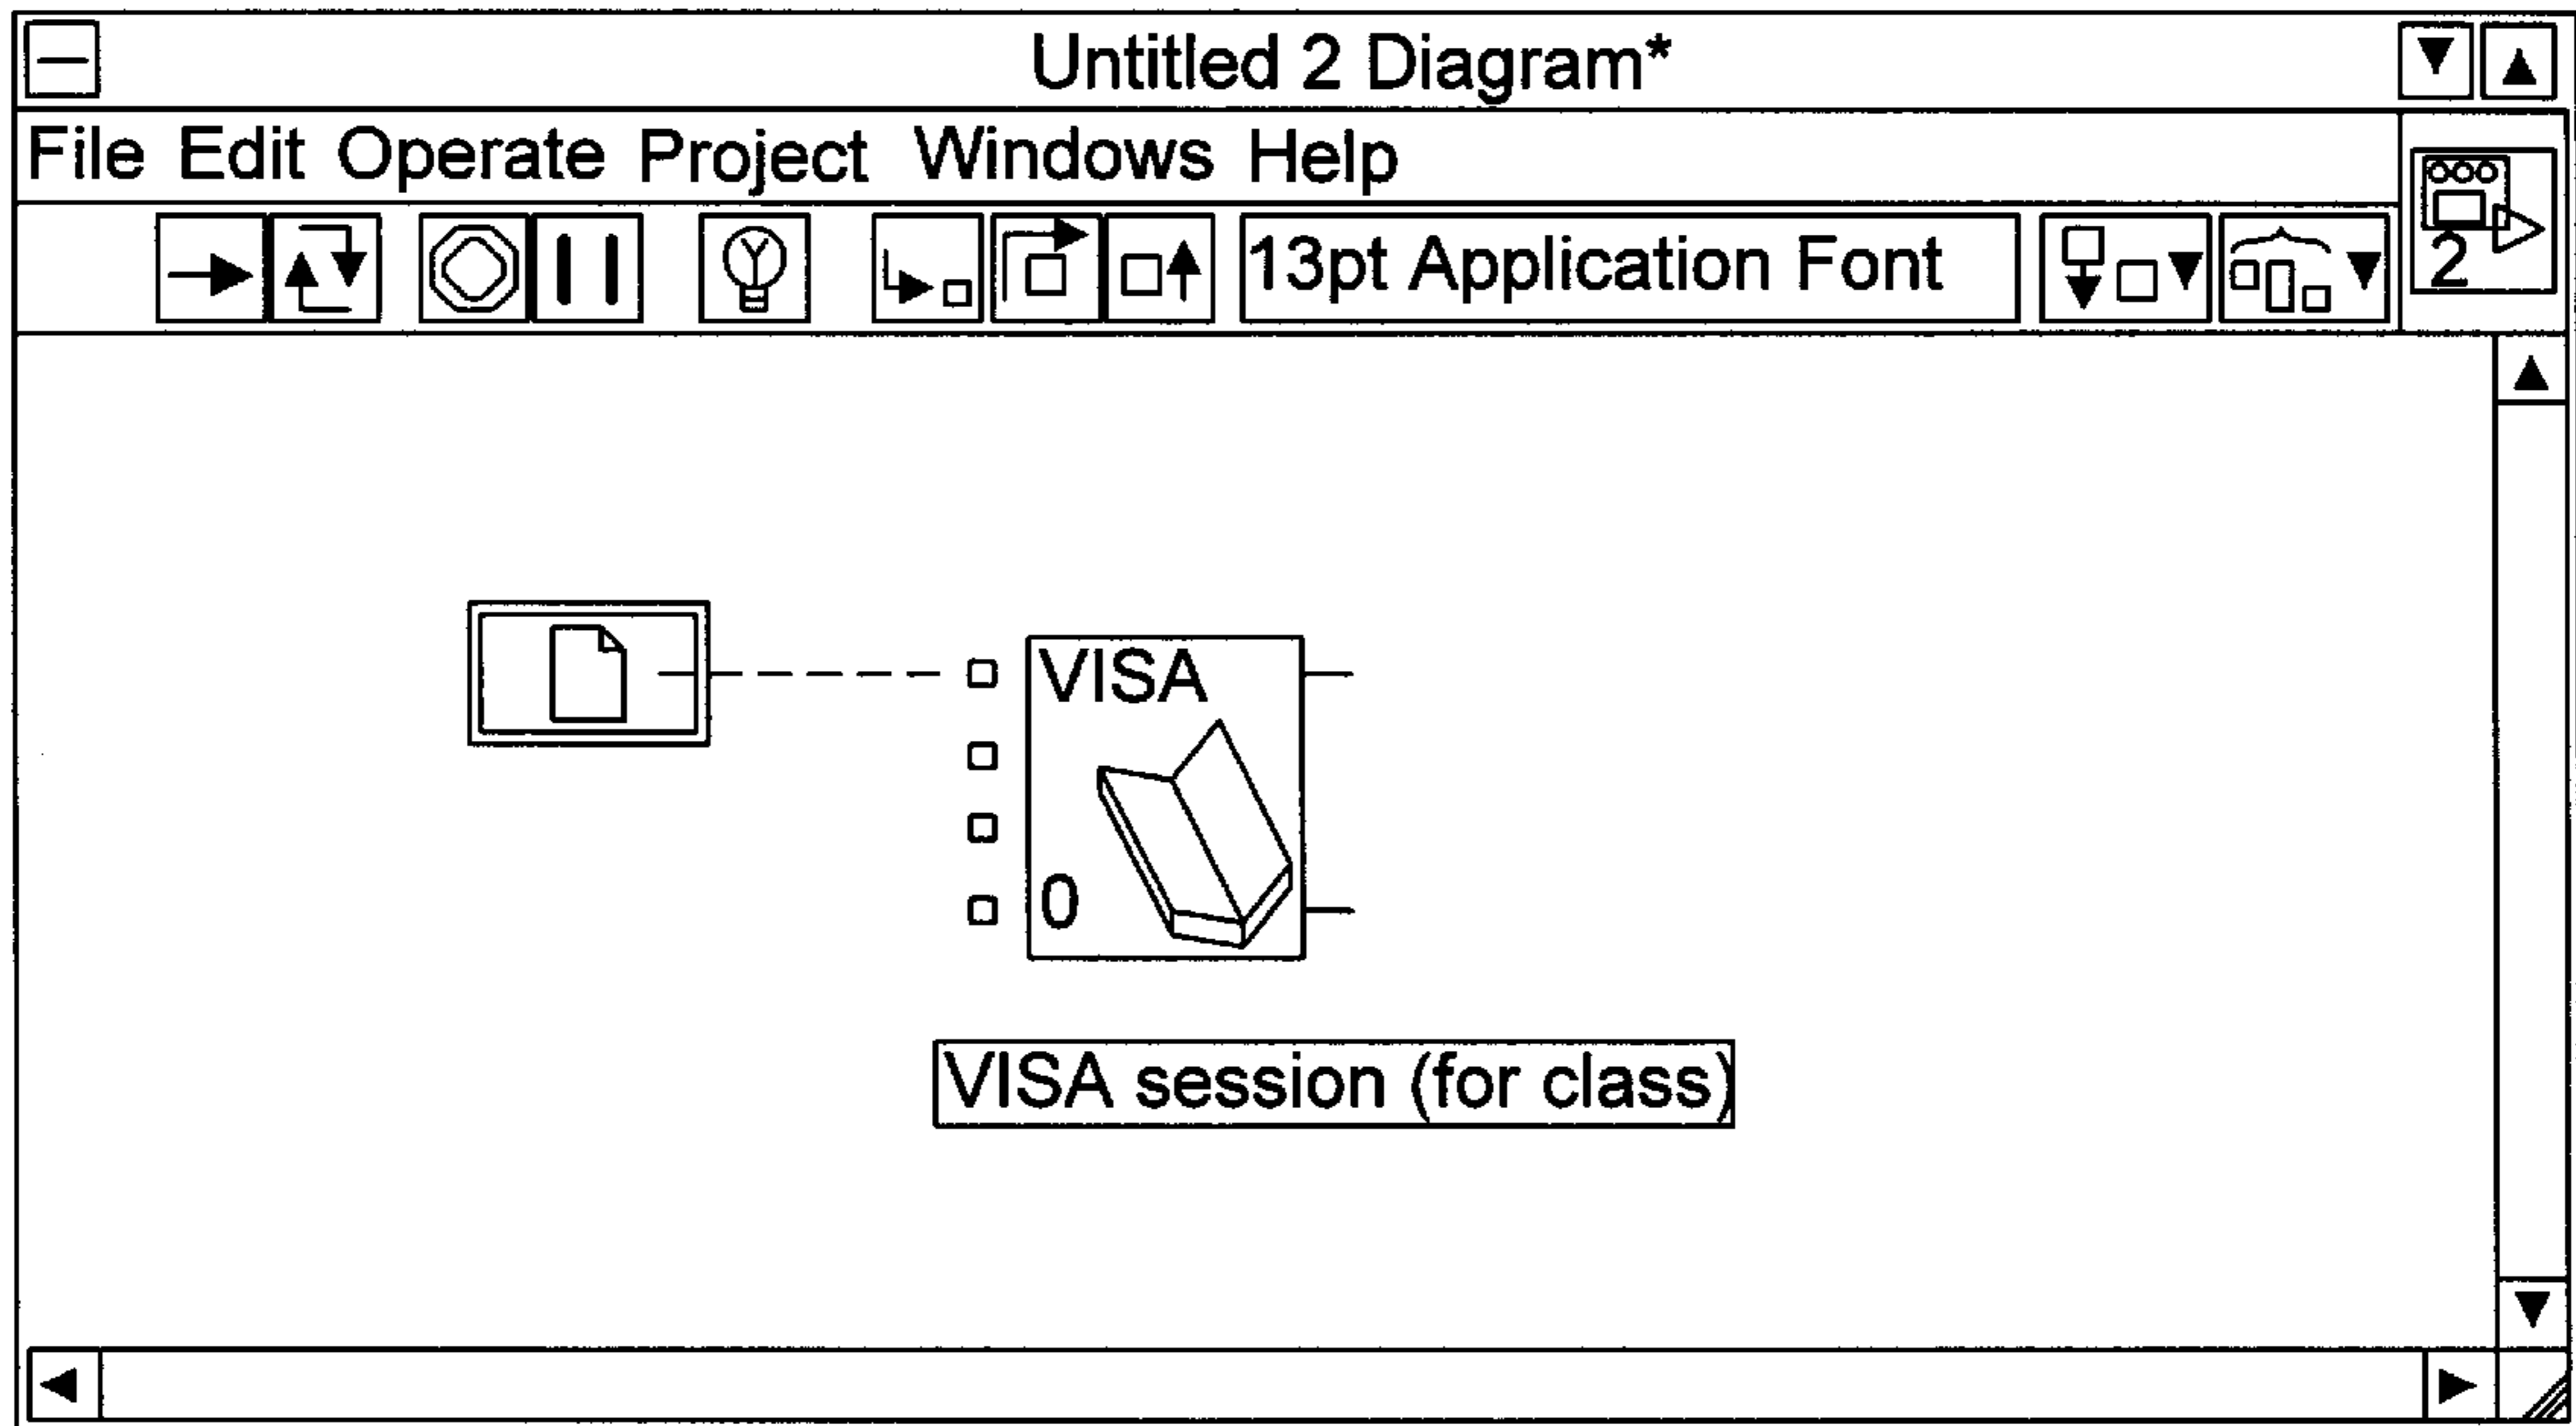 Untitled 2 Diagram*
File Edit Operate Project Windows Help
13pt Application Font
2
VISA
0
VISA session (for class)